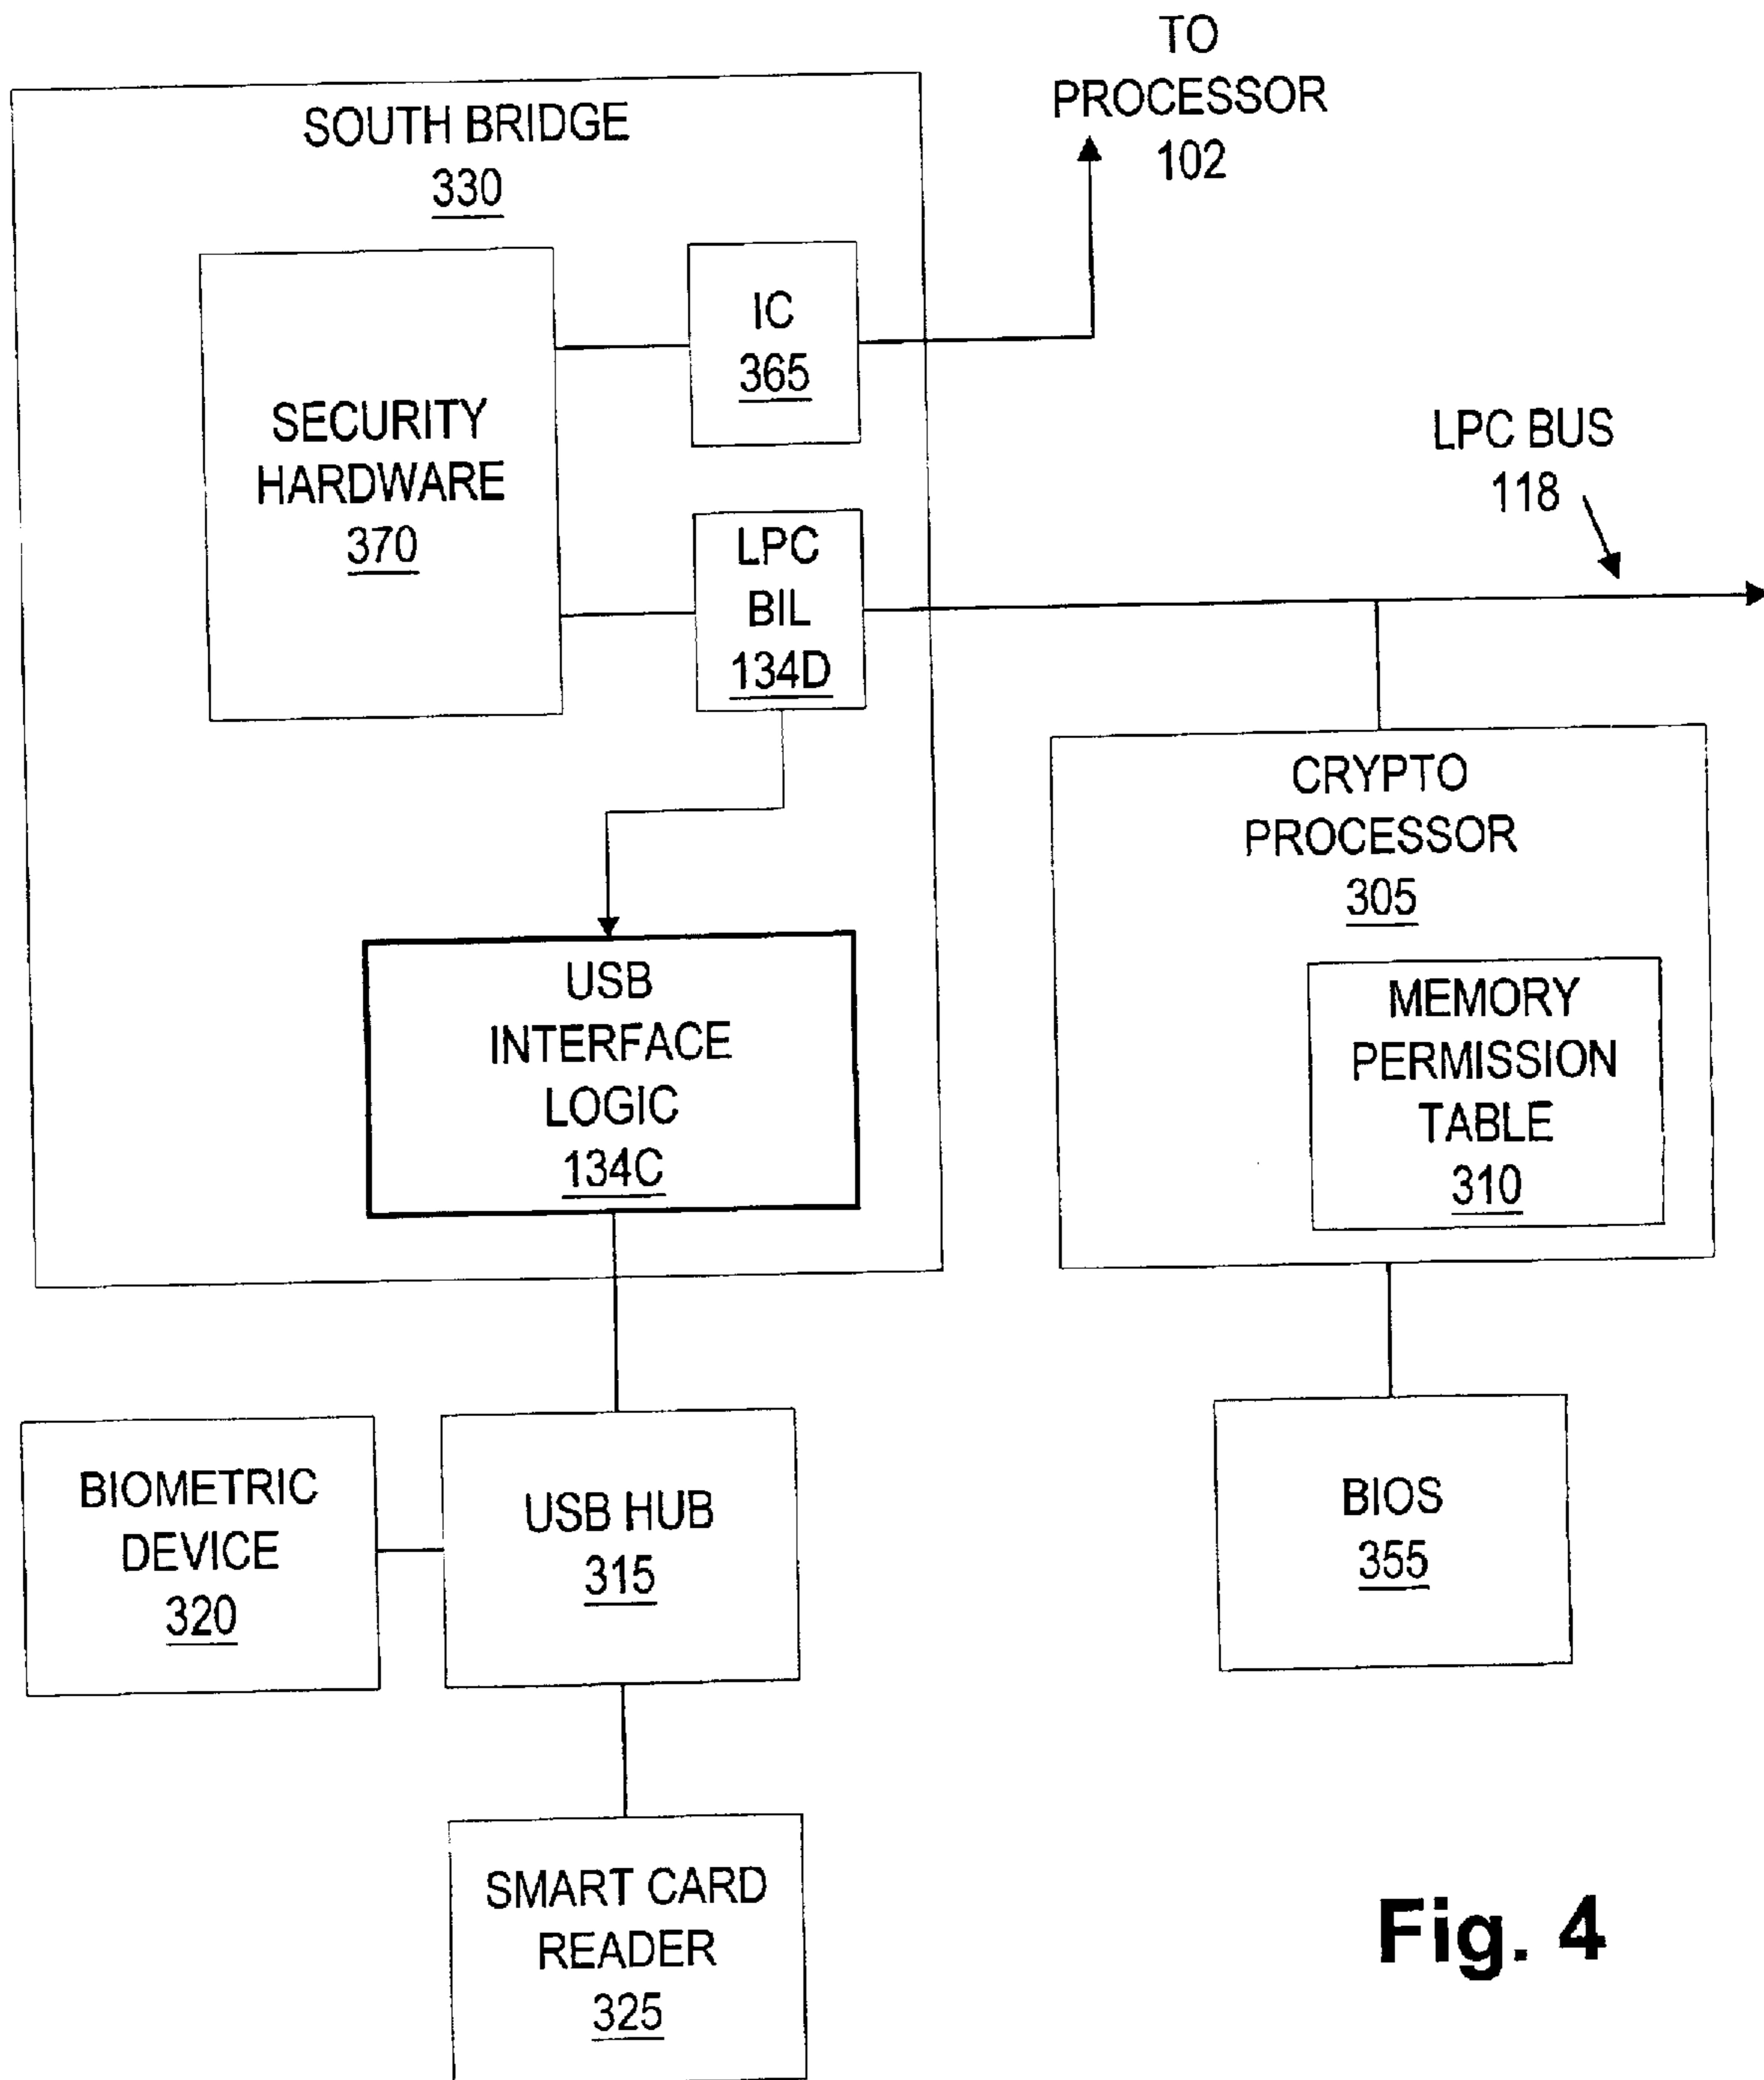 TO
PROCESSOR
102
SOUTH BRIDGE
330
IC
365
SECURITY
HARDWARE
370
LPC BUS
118
LPC
BIL
134D
CRYPTO
PROCESSOR
305
USB
INTERFACE
LOGIC
134C
MEMORY
PERMISSION
TABLE
310
BIOMETRIC
DEVICE
320
USB HUB
315
BIOS
355
SMART CARD
READER
325
Fig. 4